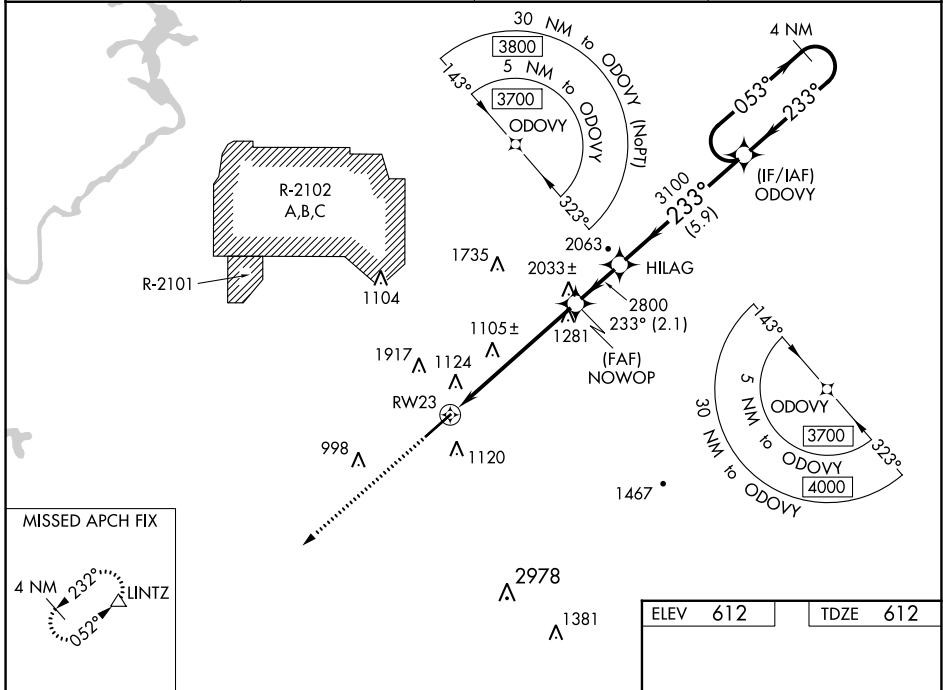 30 NM to ODOVY (NoPT)
3800
5 NM to ODOVY
3700
143°
ODOVY
323°
4 NM
053°
233°
(IF/IAF)
ODOVY
3100
233°
(5.9)
R-2102
A,B,C
R-2101
1104
1735
2063
HILAG
2033±
2800
233° (2.1)
1281
(FAF)
NOWOP
1105±
1917
1124
RW23
998
1120
143°
ODOVY
3700
323°
5 NM to ODOVY
4000
30 NM to ODOVY
1467
MISSED APCH FIX
4 NM
232°
LINTZ
052°
2978
1381
ELEV 612
TDZE 612